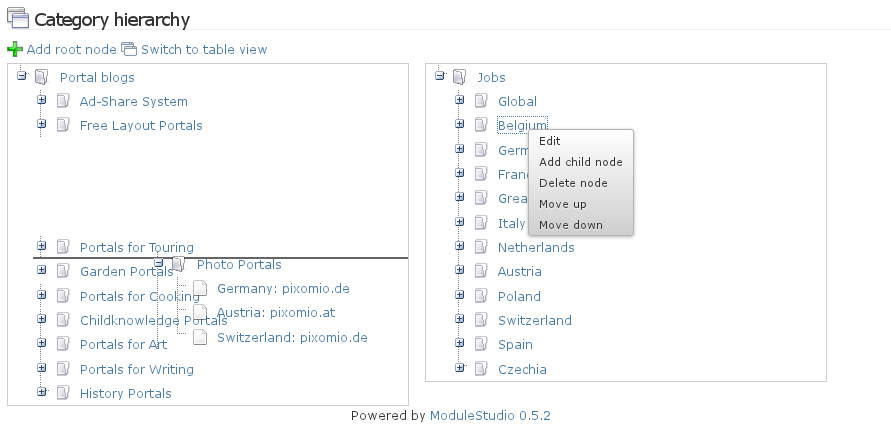 Category hierarchy
Add root node Switch to table view
Portal blogs
Ad-Share System
Free Layout Portals
Portals for Touring
Photo Portals
Garden Portals
Germany: pixomio.de
Portals for Cooking
Austria: pixomio.at
Childknowledge Portals
Switzerland: pixomio.de
Portals for Art
Portals for Writing
History Portals
Jobs
Global
Belgium
Germ
Franc
Grea
Italy
Netherlands
Austria
Poland
Switzerland
Spain
Czechia
Edit
Add child node
Delete node
Move up
Move down
Powered by ModuleStudio 0.5.2